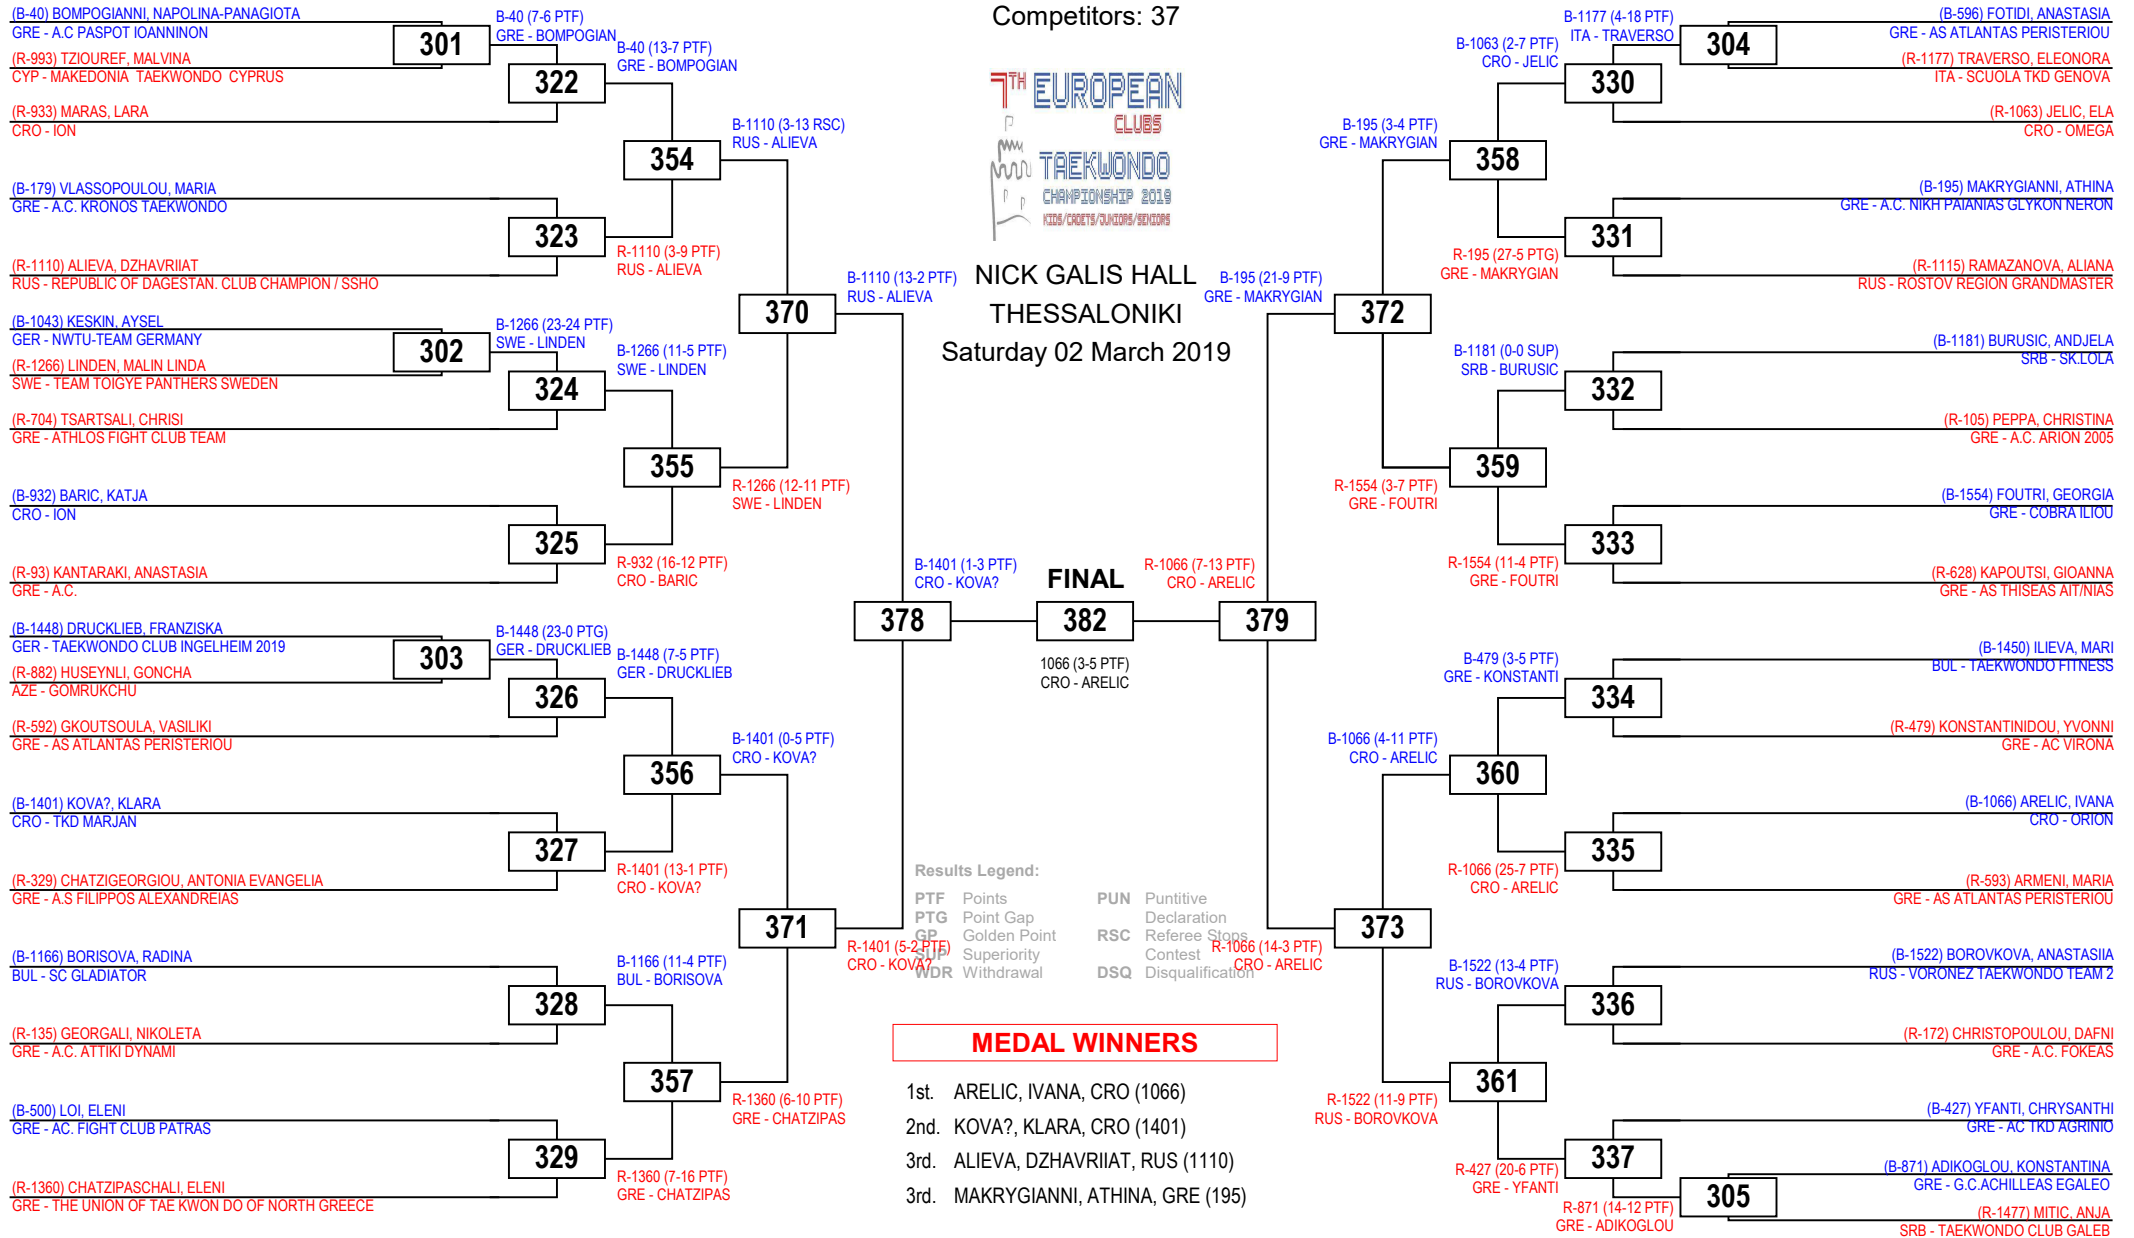 (B-40) BOMPOGIANNI, NAPOLINA-PANAGIOTA
GRE - A.C PASPOT IOANNINON
(R-993) TZIOUREF, MALVINA
CYP - MAKEDONIA TAEKWONDO CYPRUS
(R-933) MARAS, LARA
CRO - ION
(B-179) VLASSOPOULOU, MARIA
GRE - A.C. KRONOS TAEKWONDO
(R-1110) ALIEVA, DZHAVRIIAT
RUS - REPUBLIC OF DAGESTAN. CLUB CHAMPION / SSHO
(B-1043) KESKIN, AYSEL
GER - NWTU-TEAM GERMANY
(R-1266) LINDEN, MALIN LINDA
SWE - TEAM TOIGYE PANTHERS SWEDEN
(R-704) TSARTSALI, CHRISI
GRE - ATHLOS FIGHT CLUB TEAM
(B-932) BARIC, KATJA
CRO - ION
(R-93) KANTARAKI, ANASTASIA
GRE - A.C.
(B-1448) DRUCKLIEB, FRANZISKA
GER - TAEKWONDO CLUB INGELHEIM 2019
(R-882) HUSEYNLI, GONCHA
AZE - GOMRUKCHU
(R-592) GKOUTSOULA, VASILIKI
GRE - AS ATLANTAS PERISTERIOU
(B-1401) KOVA?, KLARA
CRO - TKD MARJAN
(R-329) CHATZIGEORGIOU, ANTONIA EVANGELIA
GRE - A.S FILIPPOS ALEXANDREIAS
(B-1166) BORISOVA, RADINA
BUL - SC GLADIATOR
(R-135) GEORGALI, NIKOLETA
GRE - A.C. ATTIKI DYNAMI
(B-500) LOI, ELENI
GRE - AC. FIGHT CLUB PATRAS
(R-1360) CHATZIPASCHALI, ELENI
GRE - THE UNION OF TAE KWON DO OF NORTH GREECE
301
302
303
B-40 (7-6 PTF)
GRE - BOMPOGIAN
B-1266 (23-24 PTF)
SWE - LINDEN
B-1448 (23-0 PTG)
GER - DRUCKLIEB
322
323
324
325
326
327
328
329
B-40 (13-7 PTF)
GRE - BOMPOGIAN
R-1110 (3-9 PTF)
RUS - ALIEVA
B-1266 (11-5 PTF)
SWE - LINDEN
R-932 (16-12 PTF)
CRO - BARIC
B-1448 (7-5 PTF)
GER - DRUCKLIEB
R-1401 (13-1 PTF)
CRO - KOVA?
B-1166 (11-4 PTF)
BUL - BORISOVA
R-1360 (7-16 PTF)
GRE - CHATZIPAS
354
355
356
357
B-1110 (3-13 RSC)
RUS - ALIEVA
R-1266 (12-11 PTF)
SWE - LINDEN
B-1401 (0-5 PTF)
CRO - KOVA?
R-1360 (6-10 PTF)
GRE - CHATZIPAS
370
371
B-1110 (13-2 PTF)
RUS - ALIEVA
R-1401 (5-2 PTF)
CRO - KOVA?
378
B-1401 (1-3 PTF)
CRO - KOVA?
Competitors: 37
7TH EUROPEAN
CLUBS
TAEKWONDO
CHAMPIONSHIP 2019
KIDS/CADETS/JUNIORS/SENIORS
NICK GALIS HALL
THESSALONIKI
Saturday 02 March 2019
FINAL
382
1066 (3-5 PTF)
CRO - ARELIC
Results Legend:
PTF Points
PTG Point Gap
GP Golden Point
SUP Superiority
WDR Withdrawal
PUN Puntitive
Declaration
RSC Referee Stops
Contest
DSQ Disqualification
MEDAL WINNERS
1st. ARELIC, IVANA, CRO (1066)
2nd. KOVA?, KLARA, CRO (1401)
3rd. ALIEVA, DZHAVRIIAT, RUS (1110)
3rd. MAKRYGIANNI, ATHINA, GRE (195)
R-1066 (7-13 PTF)
CRO - ARELIC
379
B-195 (21-9 PTF)
GRE - MAKRYGIAN
R-1066 (14-3 PTF)
CRO - ARELIC
372
373
B-195 (3-4 PTF)
GRE - MAKRYGIAN
R-1554 (3-7 PTF)
GRE - FOUTRI
B-1066 (4-11 PTF)
CRO - ARELIC
R-1522 (11-9 PTF)
RUS - BOROVKOVA
358
359
360
361
B-1063 (2-7 PTF)
CRO - JELIC
R-195 (27-5 PTG)
GRE - MAKRYGIAN
B-1181 (0-0 SUP)
SRB - BURUSIC
R-1554 (11-4 PTF)
GRE - FOUTRI
B-479 (3-5 PTF)
GRE - KONSTANTI
R-1066 (25-7 PTF)
CRO - ARELIC
B-1522 (13-4 PTF)
RUS - BOROVKOVA
R-427 (20-6 PTF)
GRE - YFANTI
330
331
332
333
334
335
336
337
B-1177 (4-18 PTF)
ITA - TRAVERSO
R-871 (14-12 PTF)
GRE - ADIKOGLOU
304
305
(B-596) FOTIDI, ANASTASIA
GRE - AS ATLANTAS PERISTERIOU
(R-1177) TRAVERSO, ELEONORA
ITA - SCUOLA TKD GENOVA
(R-1063) JELIC, ELA
CRO - OMEGA
(B-195) MAKRYGIANNI, ATHINA
GRE - A.C. NIKH PAIANIAS GLYKON NERON
(R-1115) RAMAZANOVA, ALIANA
RUS - ROSTOV REGION GRANDMASTER
(B-1181) BURUSIC, ANDJELA
SRB - SK.LOLA
(R-105) PEPPA, CHRISTINA
GRE - A.C. ARION 2005
(B-1554) FOUTRI, GEORGIA
GRE - COBRA ILIOU
(R-628) KAPOUTSI, GIOANNA
GRE - AS THISEAS AIT/NIAS
(B-1450) ILIEVA, MARI
BUL - TAEKWONDO FITNESS
(R-479) KONSTANTINIDOU, YVONNI
GRE - AC VIRONA
(B-1066) ARELIC, IVANA
CRO - ORION
(R-593) ARMENI, MARIA
GRE - AS ATLANTAS PERISTERIOU
(B-1522) BOROVKOVA, ANASTASIIA
RUS - VORONEZ TAEKWONDO TEAM 2
(R-172) CHRISTOPOULOU, DAFNI
GRE - A.C. FOKEAS
(B-427) YFANTI, CHRYSANTHI
GRE - AC TKD AGRINIO
(B-871) ADIKOGLOU, KONSTANTINA
GRE - G.C.ACHILLEAS EGALEO
(R-1477) MITIC, ANJA
SRB - TAEKWONDO CLUB GALEB